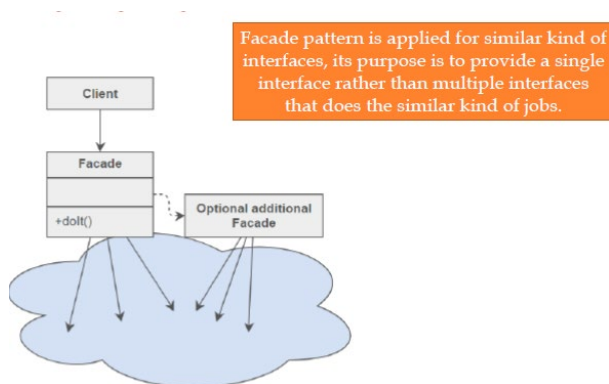 Facade pattern is applied for similar kind of
interfaces, its purpose is to provide a single
interface rather than multiple interfaces
that does the similar kind of jobs.
Client
Facade
+doIt()
Optional additional
Facade